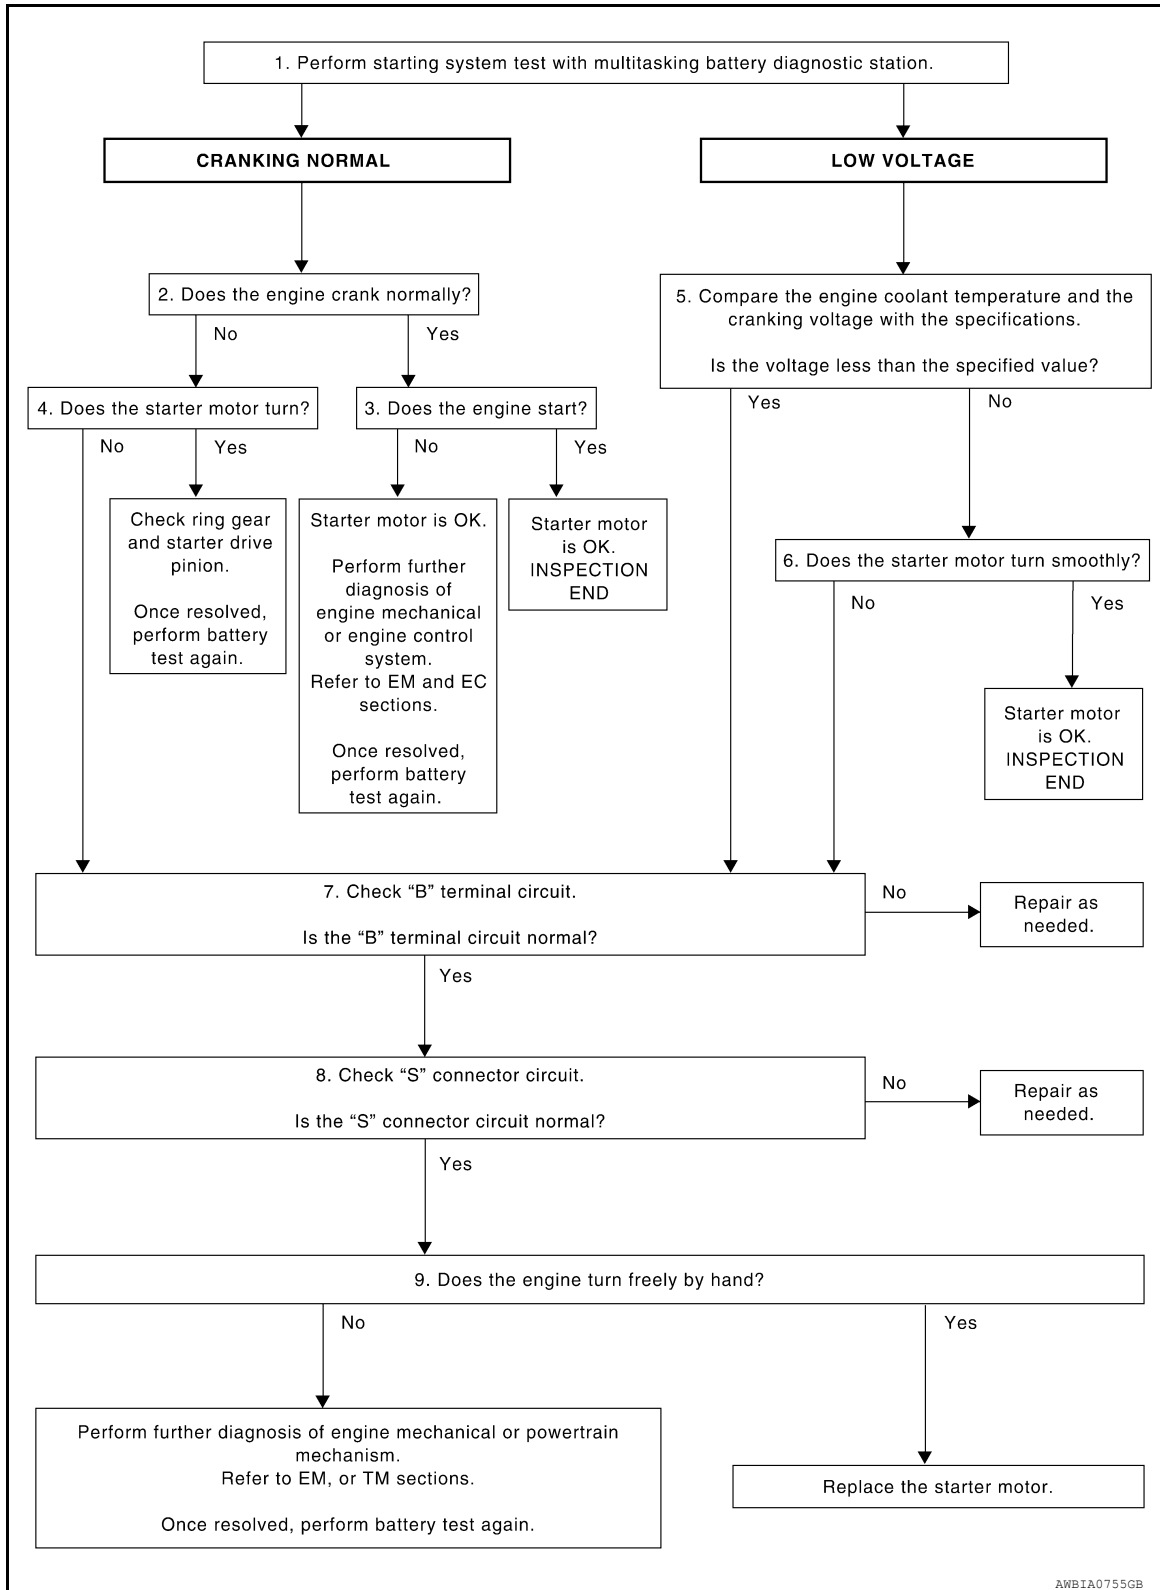 1. Perform starting system test with multitasking battery diagnostic station.
CRANKING NORMAL
LOW VOLTAGE
2. Does the engine crank normally?
No
Yes
5. Compare the engine coolant temperature and the
cranking voltage with the specifications.
Is the voltage less than the specified value?
Yes
No
4. Does the starter motor turn?
No
Yes
3. Does the engine start?
No
Yes
Check ring gear
and starter drive
pinion.
Once resolved,
perform battery
test again.
Starter motor is OK.
Perform further
diagnosis of
engine mechanical
or engine control
system.
Refer to EM and EC
sections.
Once resolved,
perform battery
test again.
Starter motor
is OK.
INSPECTION
END
6. Does the starter motor turn smoothly?
No
Yes
Starter motor
is OK.
INSPECTION
END
7. Check “B” terminal circuit.
Is the “B” terminal circuit normal?
No
Repair as
needed.
Yes
8. Check “S” connector circuit.
Is the “S” connector circuit normal?
No
Repair as
needed.
Yes
9. Does the engine turn freely by hand?
No
Yes
Perform further diagnosis of engine mechanical or powertrain
mechanism.
Refer to EM, or TM sections.
Once resolved, perform battery test again.
Replace the starter motor.
AWBIA0755GB